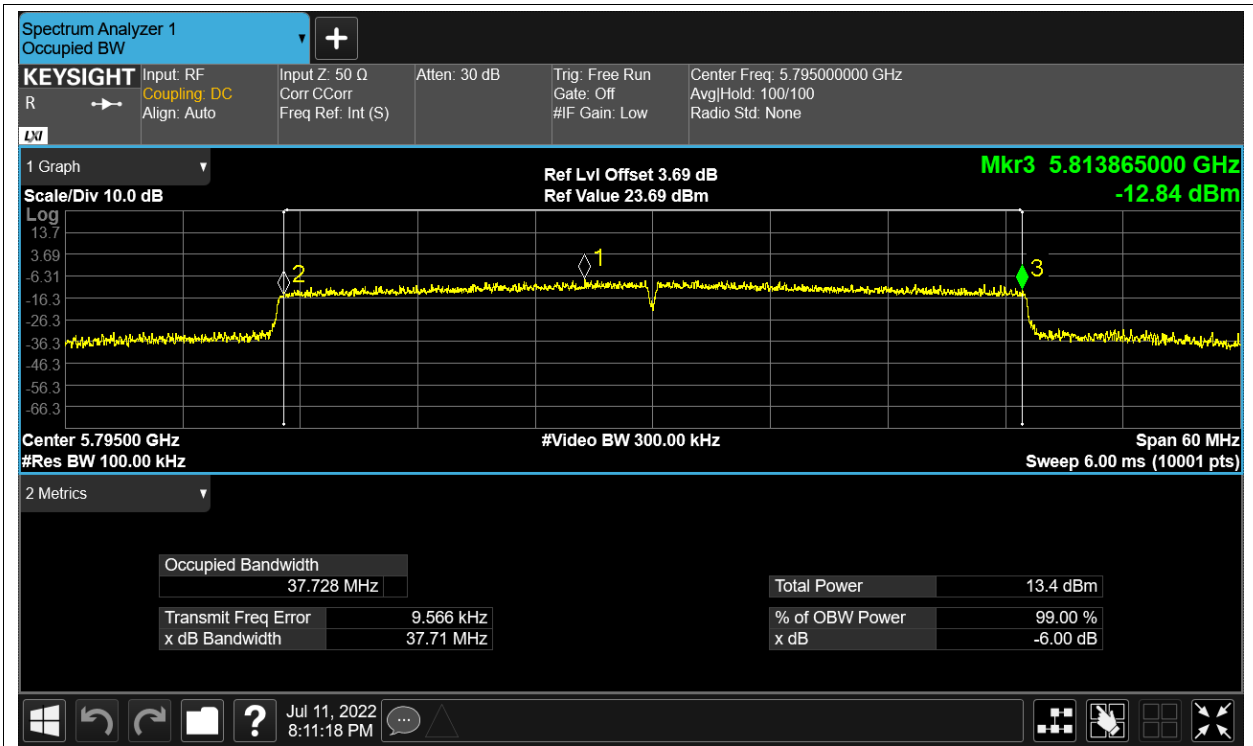 Spectrum Analyzer 1
Occupied BW
KEYSIGHT
R
LXI
Input: RF
Coupling: DC
Align: Auto
Input Z: 50 Ω
Corr CCorr
Freq Ref: Int (S)
Atten: 30 dB
Trig: Free Run
Gate: Off
#IF Gain: Low
Center Freq: 5.795000000 GHz
Avg|Hold: 100/100
Radio Std: None
1 Graph
Scale/Div 10.0 dB
Ref Lvl Offset 3.69 dB
Ref Value 23.69 dBm
Mkr3 5.813865000 GHz
-12.84 dBm
Log
13.7
3.69
-6.31
-16.3
-26.3
-36.3
-46.3
-56.3
-66.3
2
1
3
Center 5.79500 GHz
#Res BW 100.00 kHz
#Video BW 300.00 kHz
Span 60 MHz
Sweep 6.00 ms (10001 pts)
2 Metrics
Occupied Bandwidth
37.728 MHz
Transmit Freq Error 9.566 kHz
x dB Bandwidth 37.71 MHz
Total Power 13.4 dBm
% of OBW Power 99.00 %
x dB -6.00 dB
?
Jul 11, 2022
8:11:18 PM